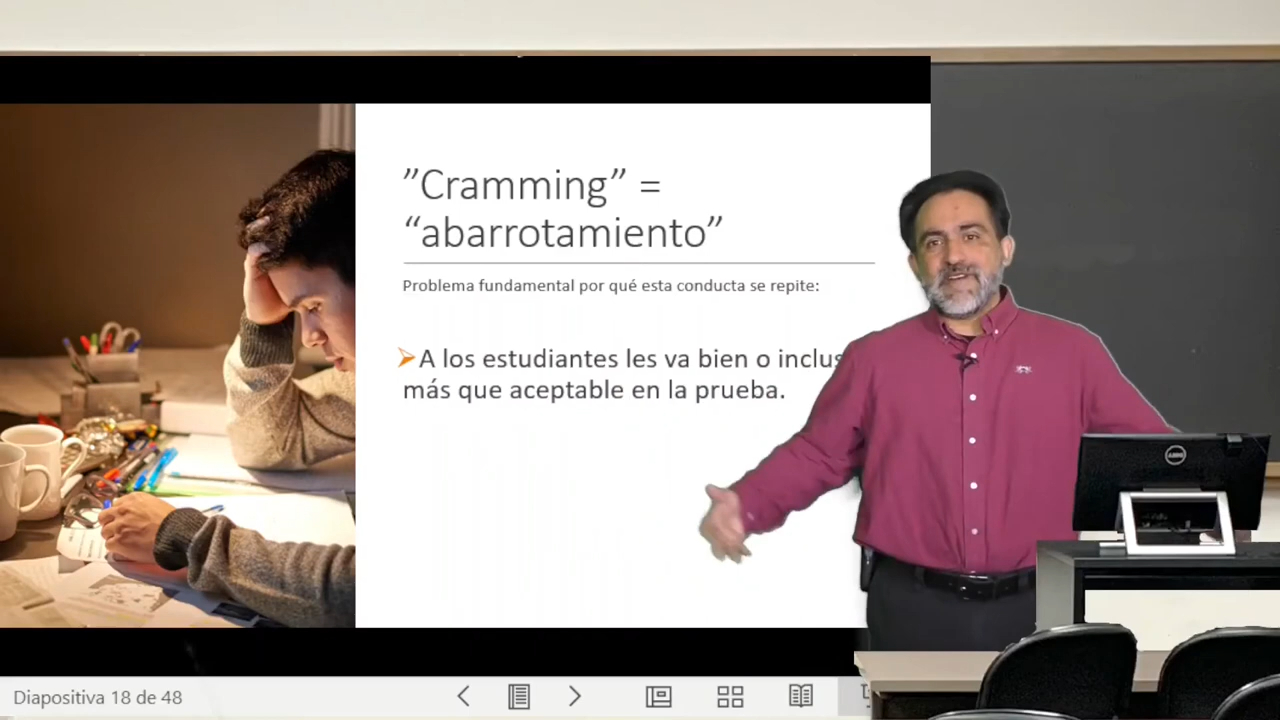 ”Cramming” =
“abarrotamiento”
Problema fundamental por qué esta conducta se repite:
A los estudiantes les va bien o inclus
más que aceptable en la prueba.
Diapositiva 18 de 48
DELL